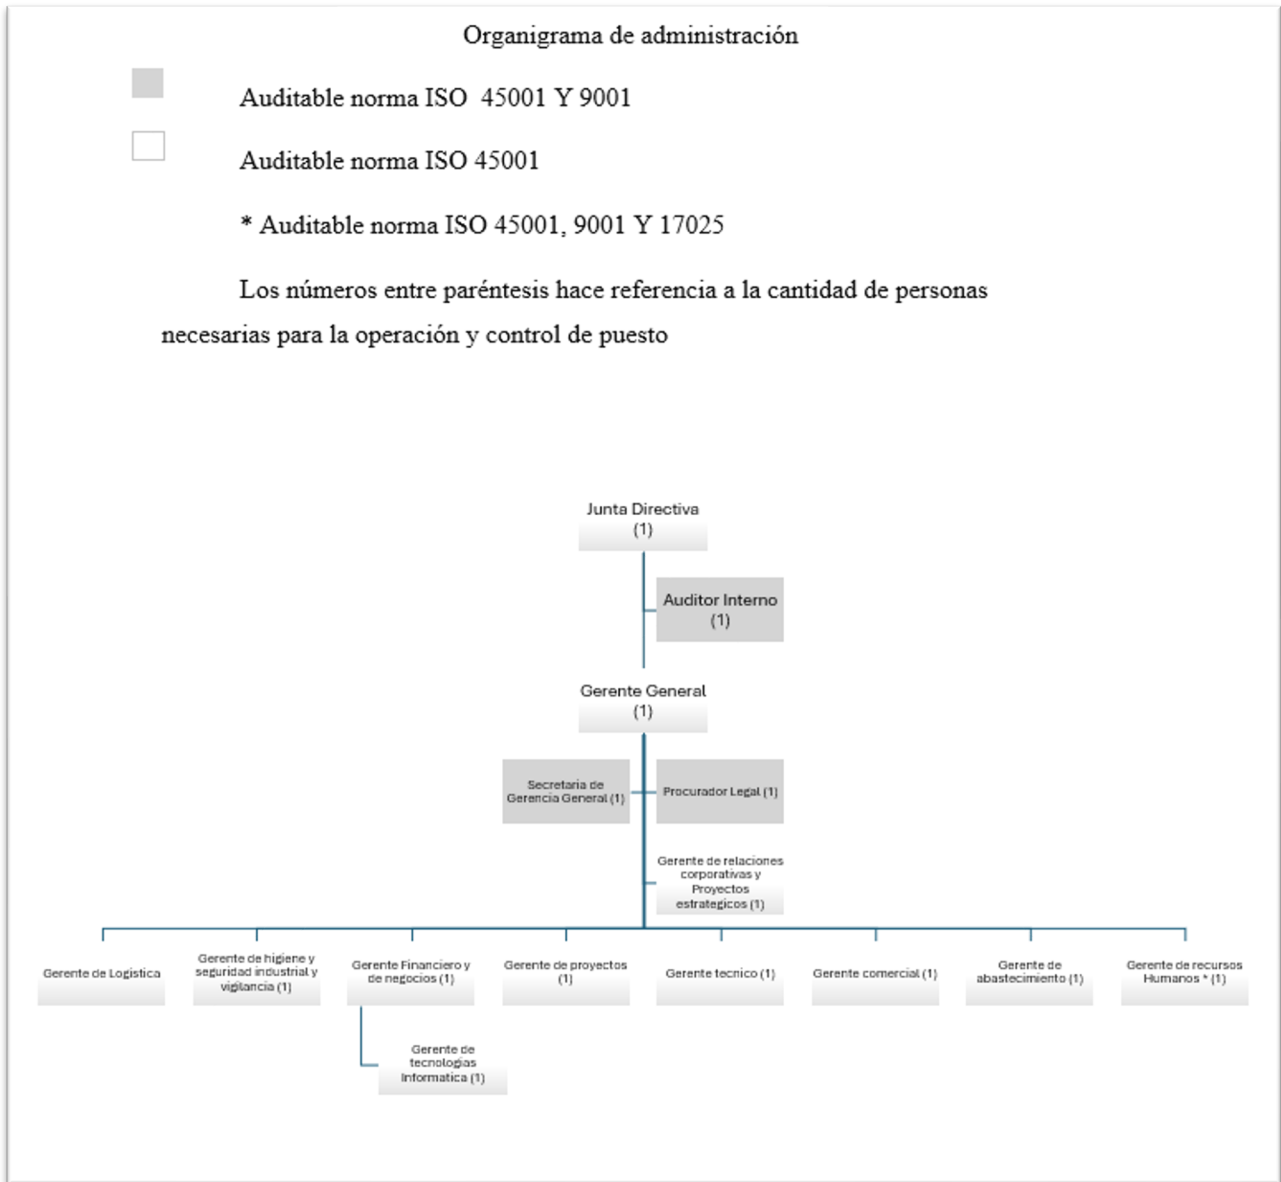 Organigrama de administración
Auditable norma ISO  45001 Y 9001
Auditable norma ISO 45001
* Auditable norma ISO 45001, 9001 Y 17025
Los números entre paréntesis hace referencia a la cantidad de personas
necesarias para la operación y control de puesto
Junta Directiva
(1)
Auditor Interno
(1)
Gerente General
(1)
Secretaria de
Gerencia General (1)
Procurador Legal (1)
Gerente de relaciones
corporativas y
Proyectos
estrategicos (1)
Gerente de Logistica
Gerente de higiene y
seguridad industrial y
vigilancia (1)
Gerente Financiero y
de negocios (1)
Gerente de proyectos
(1)
Gerente tecnico (1)
Gerente comercial (1)
Gerente de
abastecimiento (1)
Gerente de recursos
Humanos * (1)
Gerente de
tecnologias
Informatica (1)